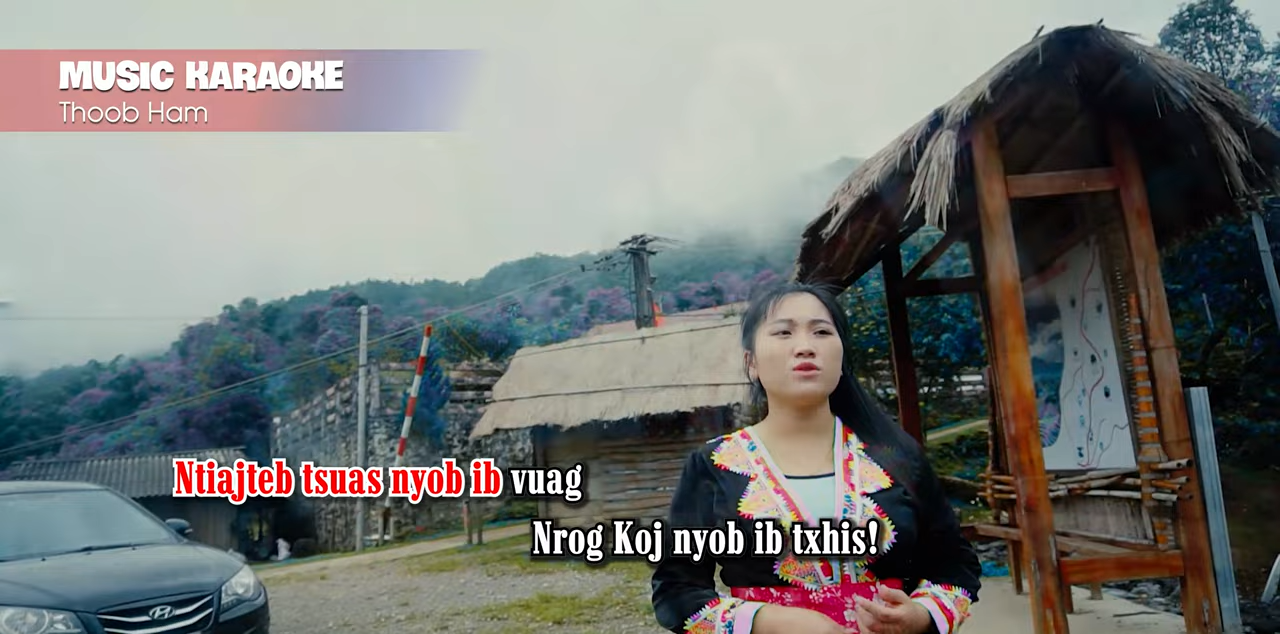 MUSIC KARAOKE
Thoob Ham
Ntiajteb tsuas nyob ib vuag
Nrog Koj nyob ib txhis!